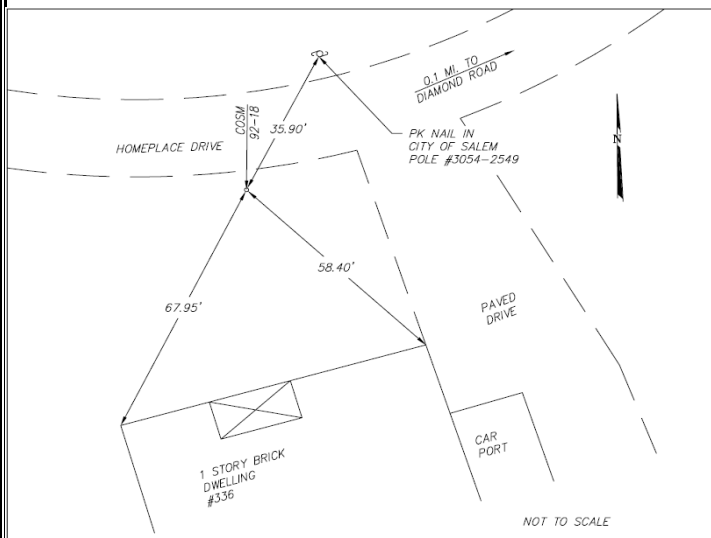 0.1 MI. TO
DIAMOND ROAD
COSM
92-18
35.90'
HOMEPLACE DRIVE
PK NAIL IN
CITY OF SALEM
POLE #3054-2549
N
58.40'
67.95'
PAVED
DRIVE
CAR
PORT
1 STORY BRICK
DWELLING
#336
NOT TO SCALE